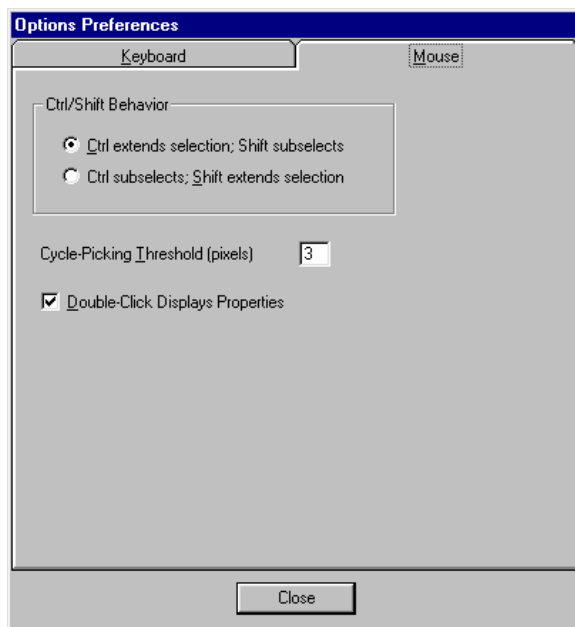 Options Preferences
Keyboard
Mouse
Ctrl/Shift Behavior
Ctrl extends selection; Shift subselects
Ctrl subselects; Shift extends selection
Cycle-Picking Threshold (pixels) 3
Double-Click Displays Properties
Close